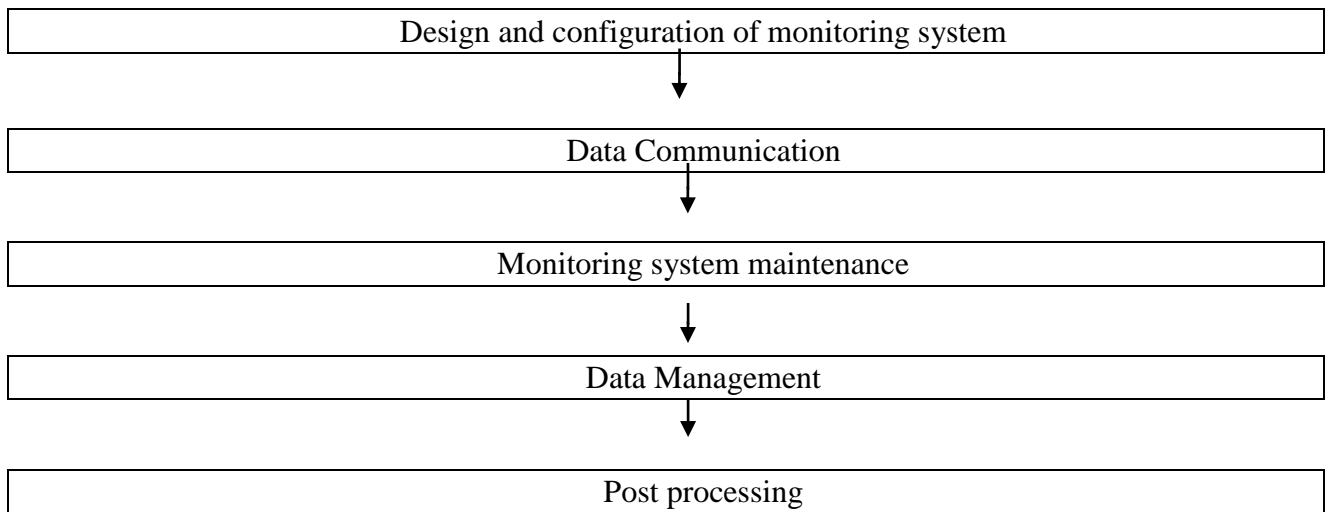 Design and configuration of monitoring system
Data Communication
Monitoring system maintenance
Data Management
Post processing